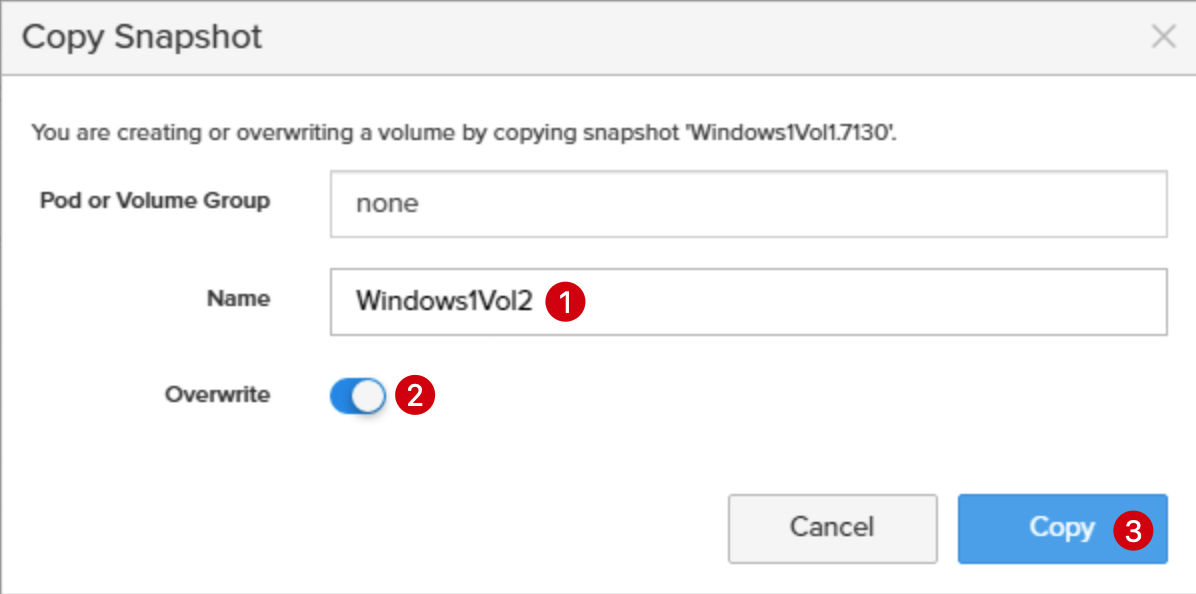 Copy Snapshot
You are creating or overwriting a volume by copying snapshot 'Windows1Vol1.7130'.
Pod or Volume Group none
Name Windows1Vol2 1
Overwrite 2
Cancel Copy 3